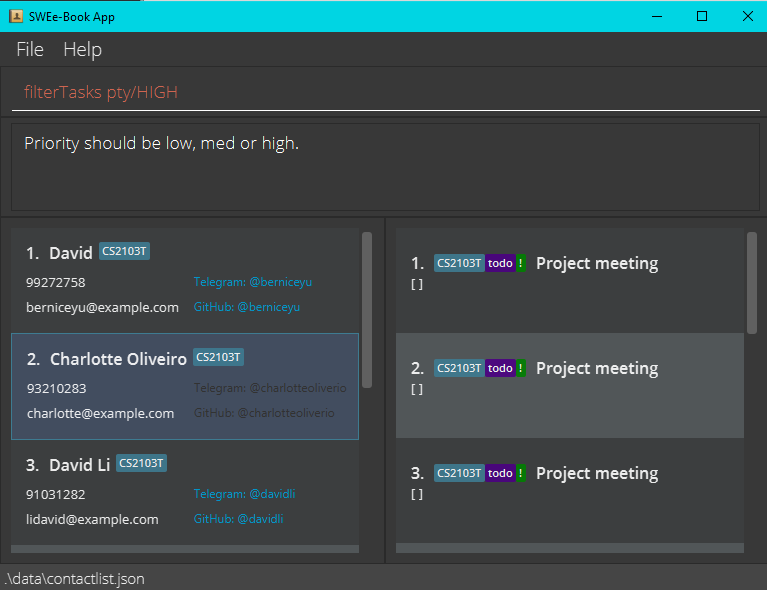 SWEe-Book App
File Help
filterTasks pty/HIGH
Priority should be low, med or high.
1. David CS2103T
99272758 Telegram: @berniceyu
berniceyu@example.com GitHub: @berniceyu
2. Charlotte Oliveiro CS2103T
93210283 Telegram: @charlotteoliverio
charlotte@example.com GitHub: @charlotteoliverio
3. David Li CS2103T
91031282 Telegram: @davidli
lidavid@example.com GitHub: @davidli
1. CS2103T todo ! Project meeting
[ ]
2. CS2103T todo ! Project meeting
[ ]
3. CS2103T todo ! Project meeting
[ ]
.\data\contactlist.json